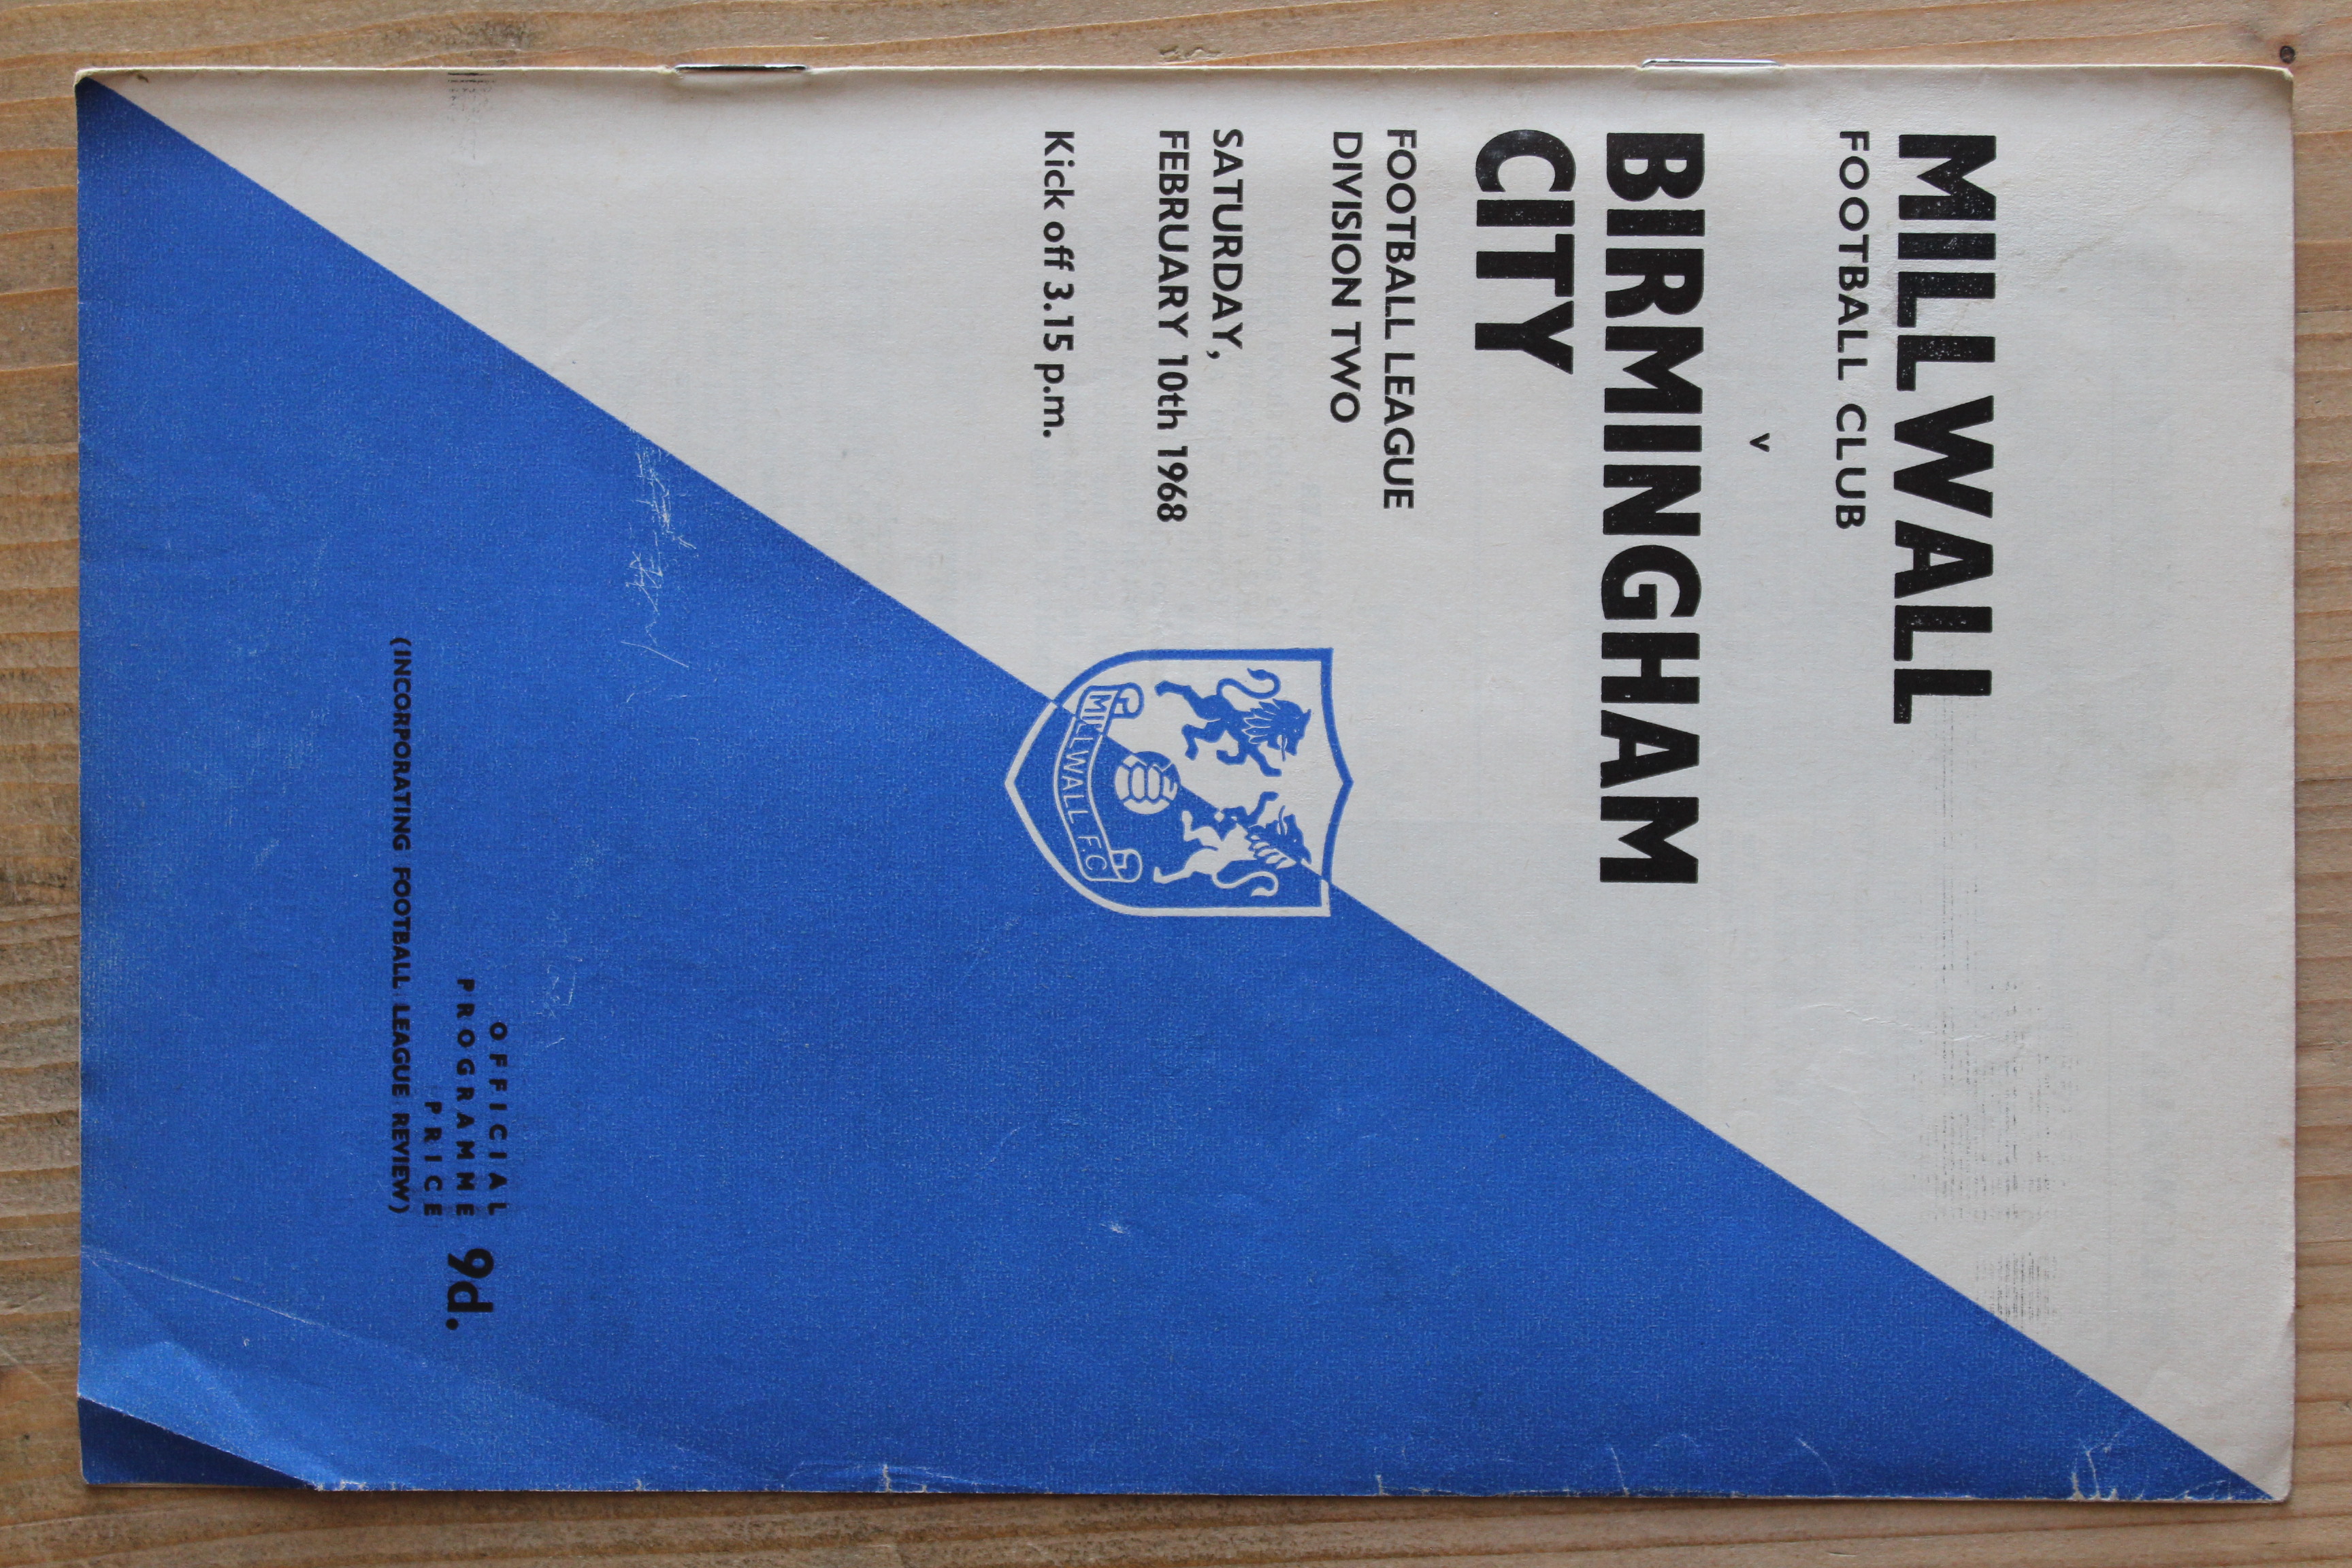 MILLWALL
FOOTBALL CLUB
v
BIRMINGHAM
CITY
FOOTBALL LEAGUE
DIVISION TWO
SATURDAY,
FEBRUARY 10th 1968
Kick off 3.15 p.m.
MILLWALL F.C
OFFICIAL
PROGRAMME 9d.
PRICE
(INCORPORATING FOOTBALL LEAGUE REVIEW)